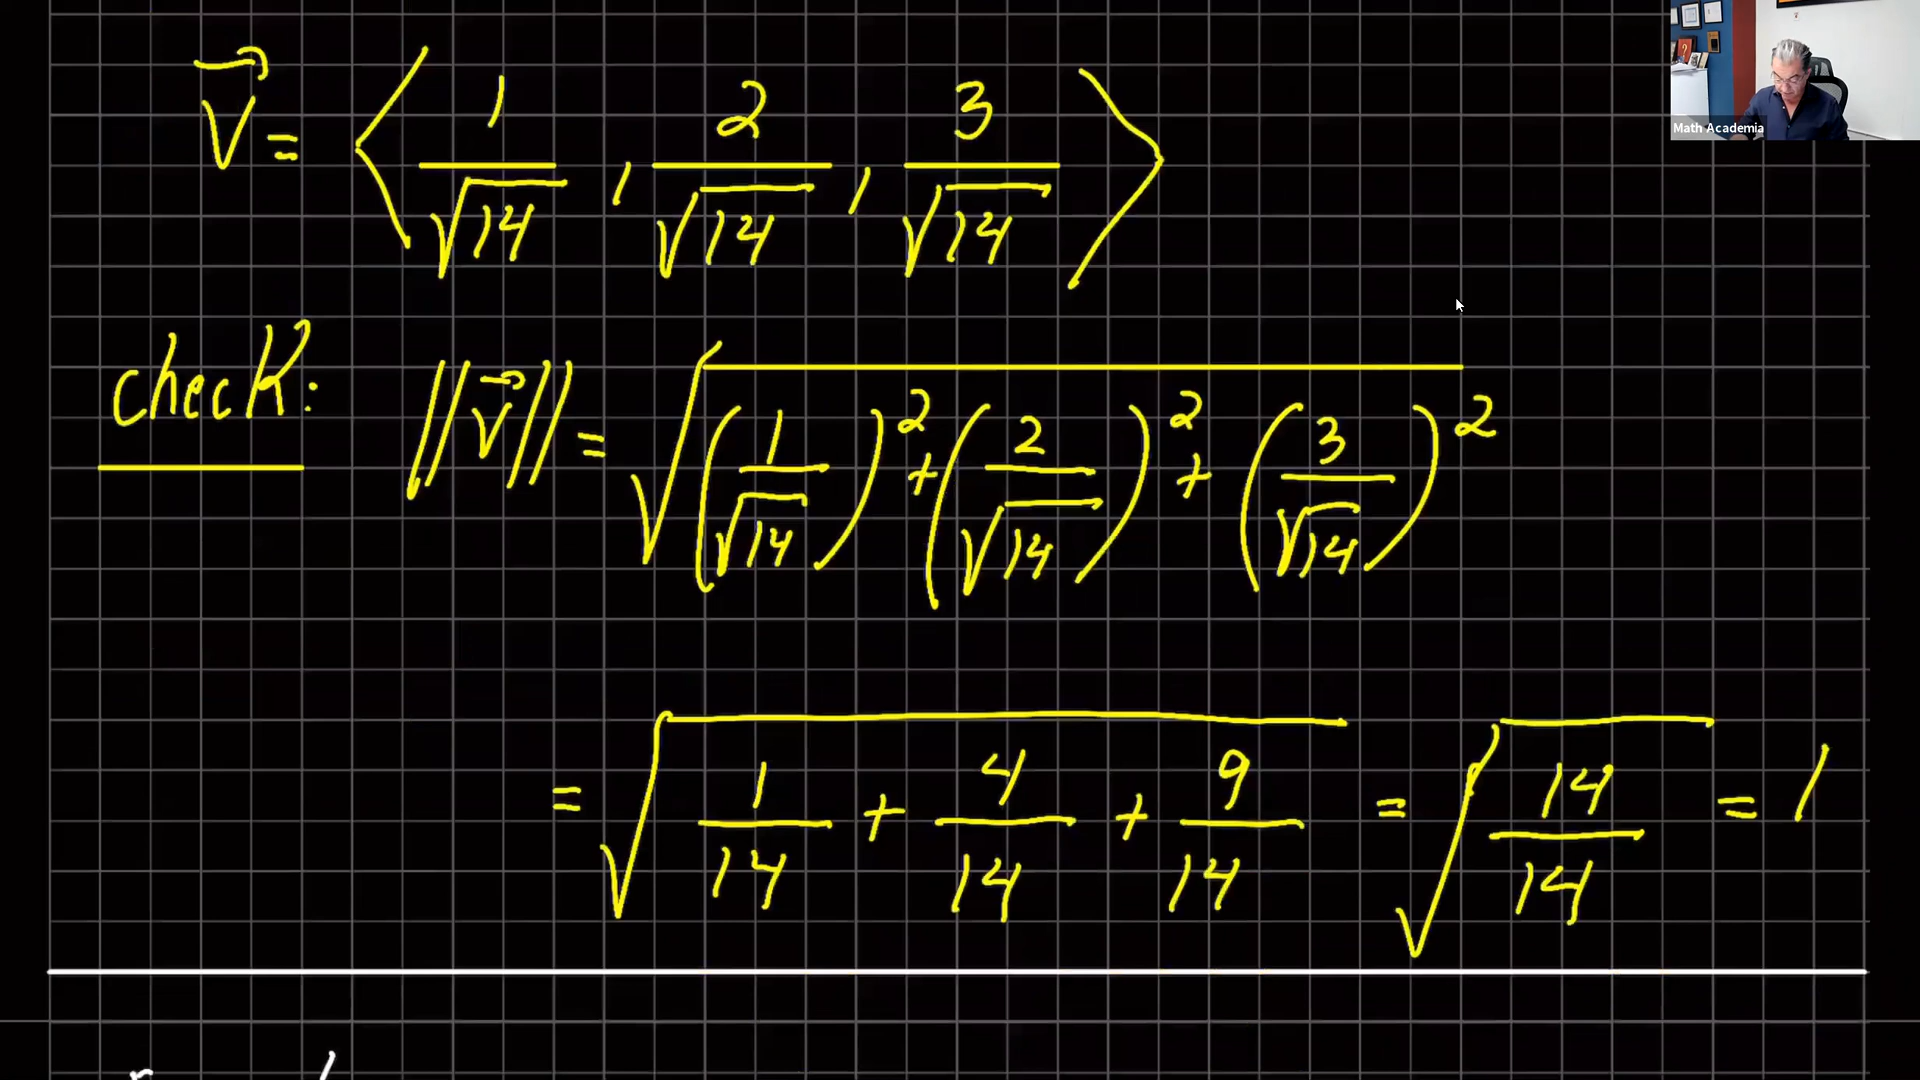 Math Academia
V⃗ = ⟨ 1/√14 , 2/√14 , 3/√14 ⟩
check: ||V⃗|| = √( (1/√14)² + (2/√14)² + (3/√14)² )
= √( 1/14 + 4/14 + 9/14 ) = √( 14/14 ) = 1